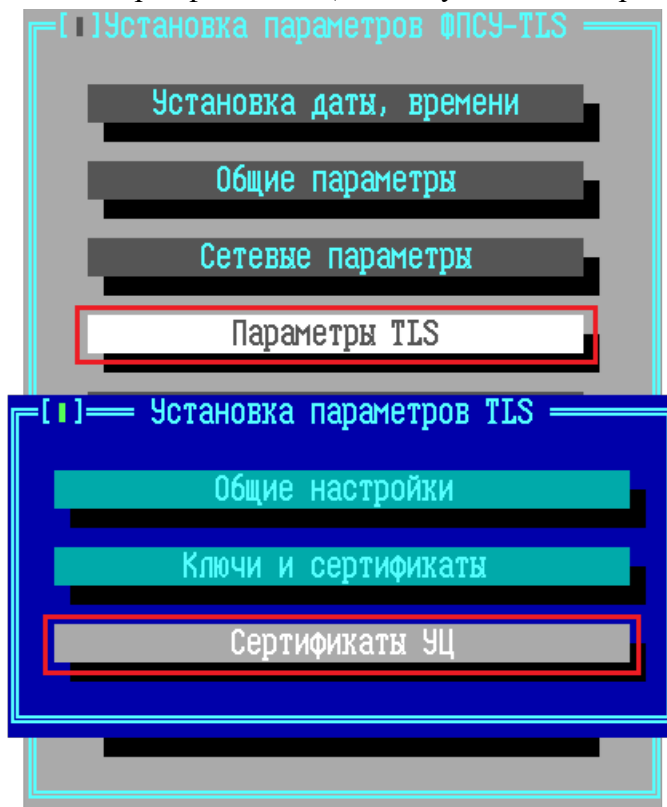 [▮]Установка параметров ФПСУ-TLS
Установка даты, времени
Общие параметры
Сетевые параметры
Параметры TLS
[▮] Установка параметров TLS
Общие настройки
Ключи и сертификаты
Сертификаты УЦ